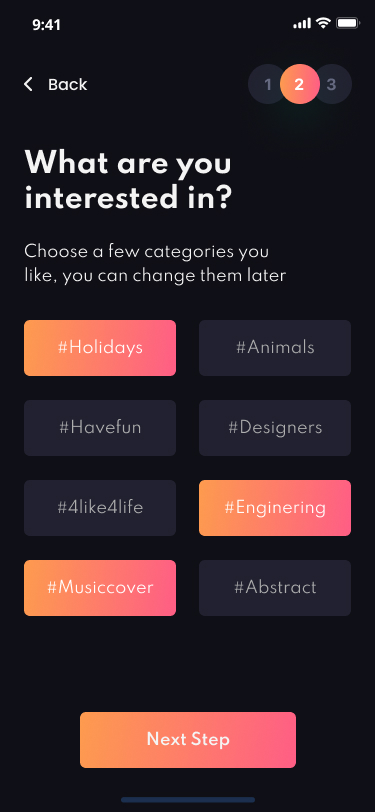 9:41
Back
1 2 3
What are you
interested in?
Choose a few categories you
like, you can change them later
#Holidays #Animals
#Havefun #Designers
#4like4life #Enginering
#Musiccover #Abstract
Next Step